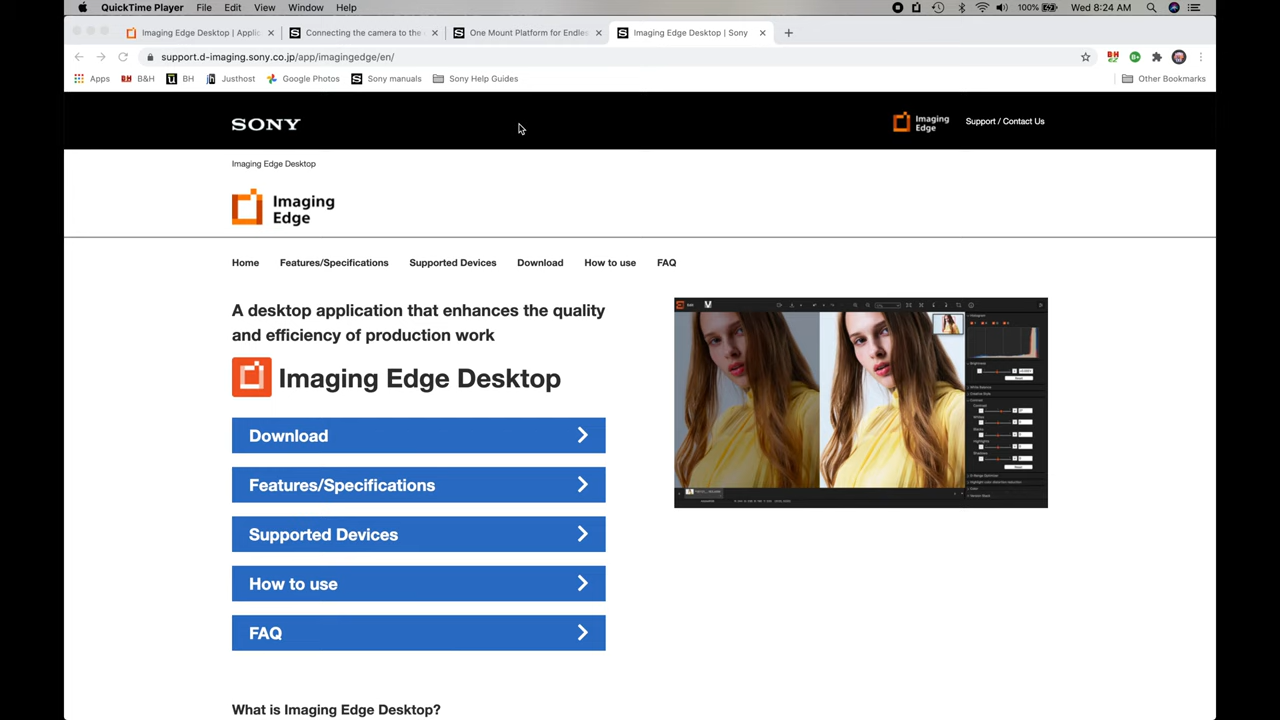 QuickTime Player File Edit View Window Help 100% Wed 8:24 AM
Imaging Edge Desktop | Applic
Connecting the camera to the
One Mount Platform for Endles
Imaging Edge Desktop | Sony
support.d-imaging.sony.co.jp/app/imagingedge/en/
Apps B&H BH Justhost Google Photos Sony manuals Sony Help Guides Other Bookmarks
SONY
Imaging
Edge
Support / Contact Us
Imaging Edge Desktop
Imaging
Edge
Home Features/Specifications Supported Devices Download How to use FAQ
A desktop application that enhances the quality
and efficiency of production work
Imaging Edge Desktop
Download
Features/Specifications
Supported Devices
How to use
FAQ
What is Imaging Edge Desktop?